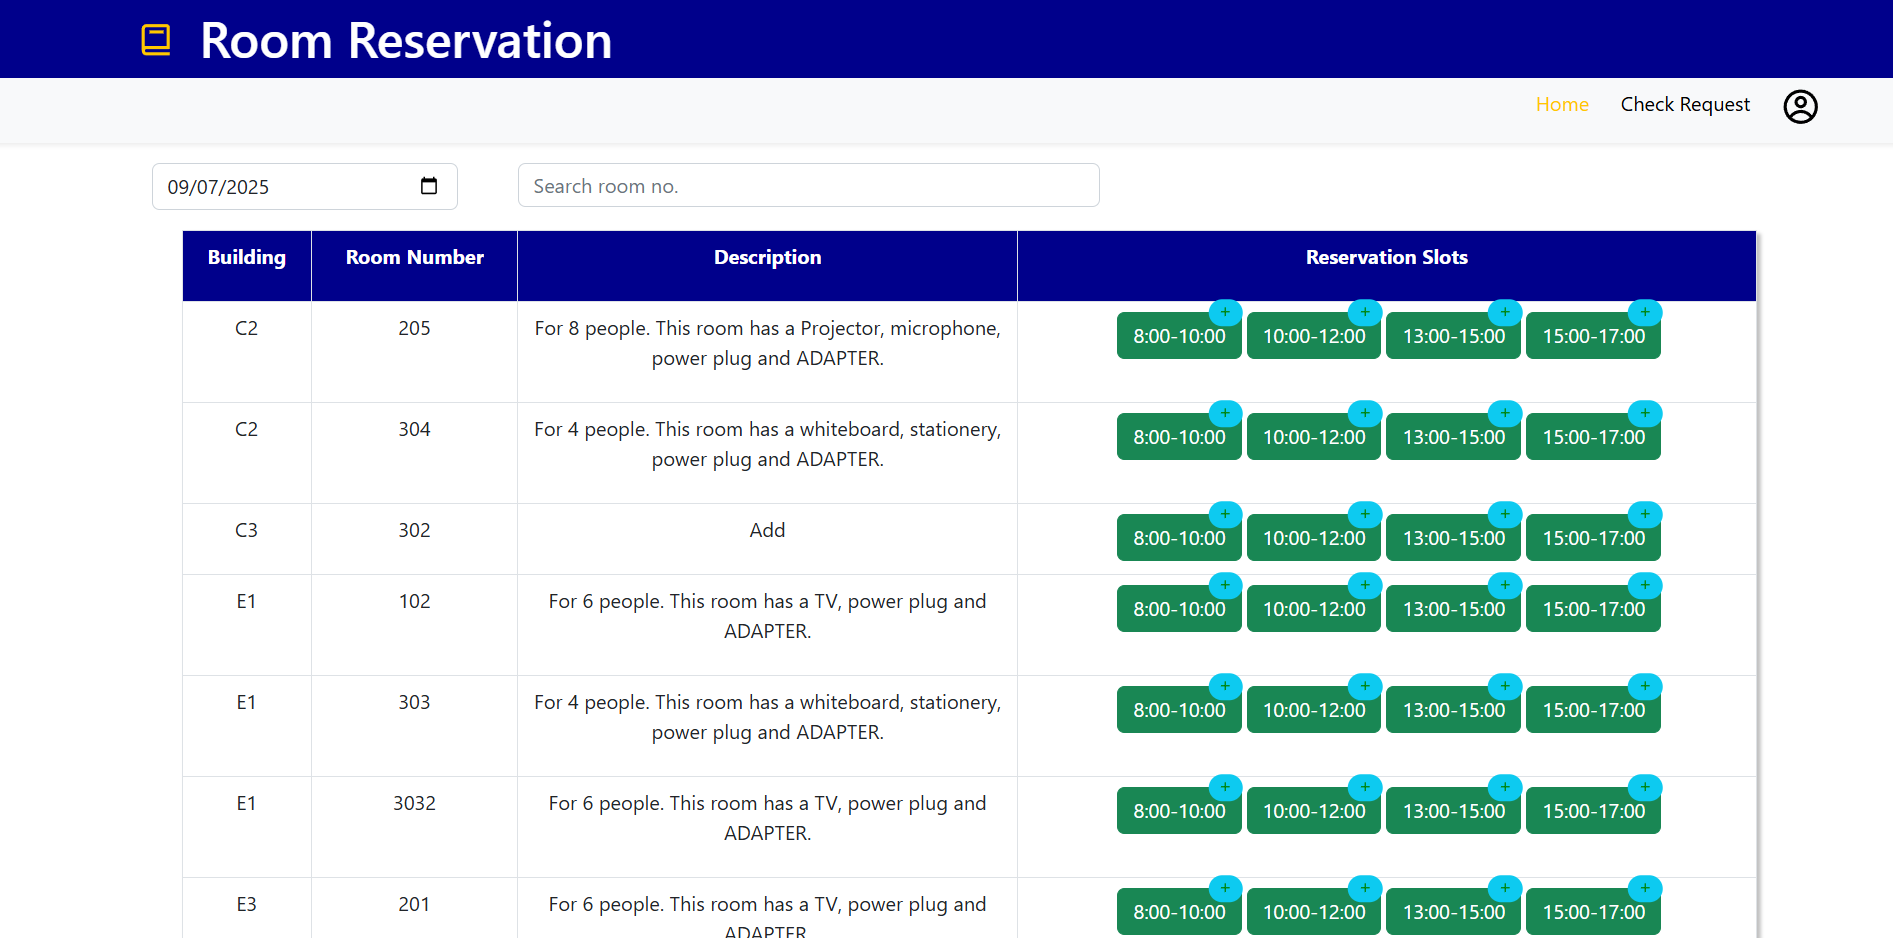 Room Reservation
Home Check Request
09/07/2025
Search room no.
Building Room Number Description Reservation Slots
C2 205 For 8 people. This room has a Projector, microphone, + 8:00-10:00 + 10:00-12:00 + 13:00-15:00 + 15:00-17:00
power plug and ADAPTER.
C2 304 For 4 people. This room has a whiteboard, stationery, + 8:00-10:00 + 10:00-12:00 + 13:00-15:00 + 15:00-17:00
power plug and ADAPTER.
C3 302 Add + 8:00-10:00 + 10:00-12:00 + 13:00-15:00 + 15:00-17:00
E1 102 For 6 people. This room has a TV, power plug and + 8:00-10:00 + 10:00-12:00 + 13:00-15:00 + 15:00-17:00
ADAPTER.
E1 303 For 4 people. This room has a whiteboard, stationery, + 8:00-10:00 + 10:00-12:00 + 13:00-15:00 + 15:00-17:00
power plug and ADAPTER.
E1 3032 For 6 people. This room has a TV, power plug and + 8:00-10:00 + 10:00-12:00 + 13:00-15:00 + 15:00-17:00
ADAPTER.
E3 201 For 6 people. This room has a TV, power plug and + 8:00-10:00 + 10:00-12:00 + 13:00-15:00 + 15:00-17:00
ADAPTER.